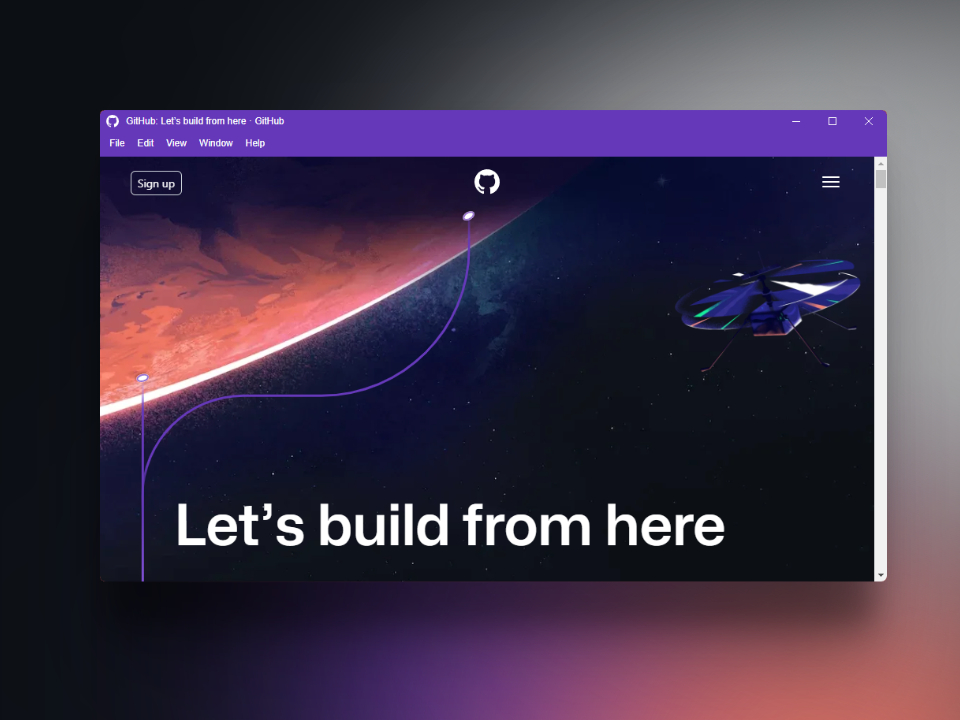 GitHub: Let's build from here · GitHub
File Edit View Window Help
Sign up
Let’s build from here